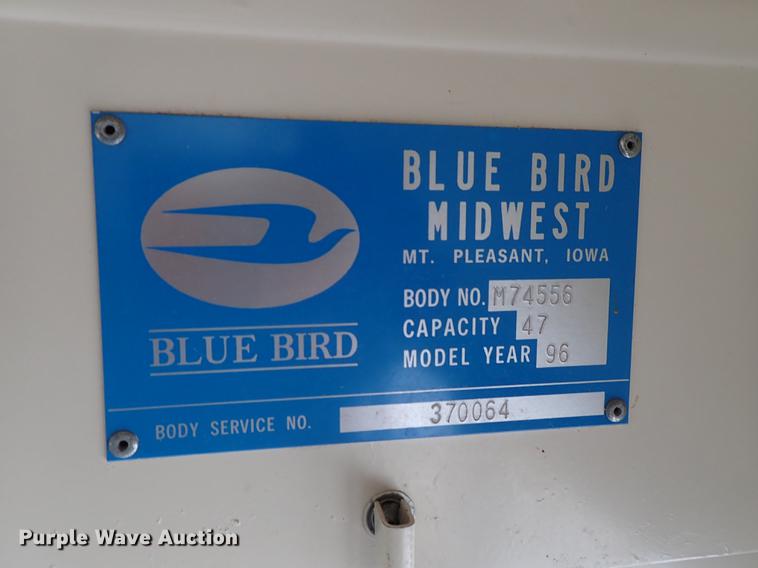 BLUE BIRD
MIDWEST
MT. PLEASANT, IOWA
BODY NO. M74556
CAPACITY 47
MODEL YEAR 96
BLUE BIRD
BODY SERVICE NO. 370064
Purple Wave Auction